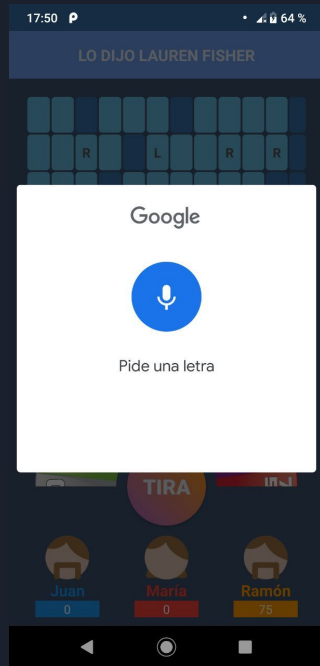 17:50 64 %
LO DIJO LAUREN FISHER
R L R R
Google
Pide una letra
TIRA
Juan María Ramón
0 0 75